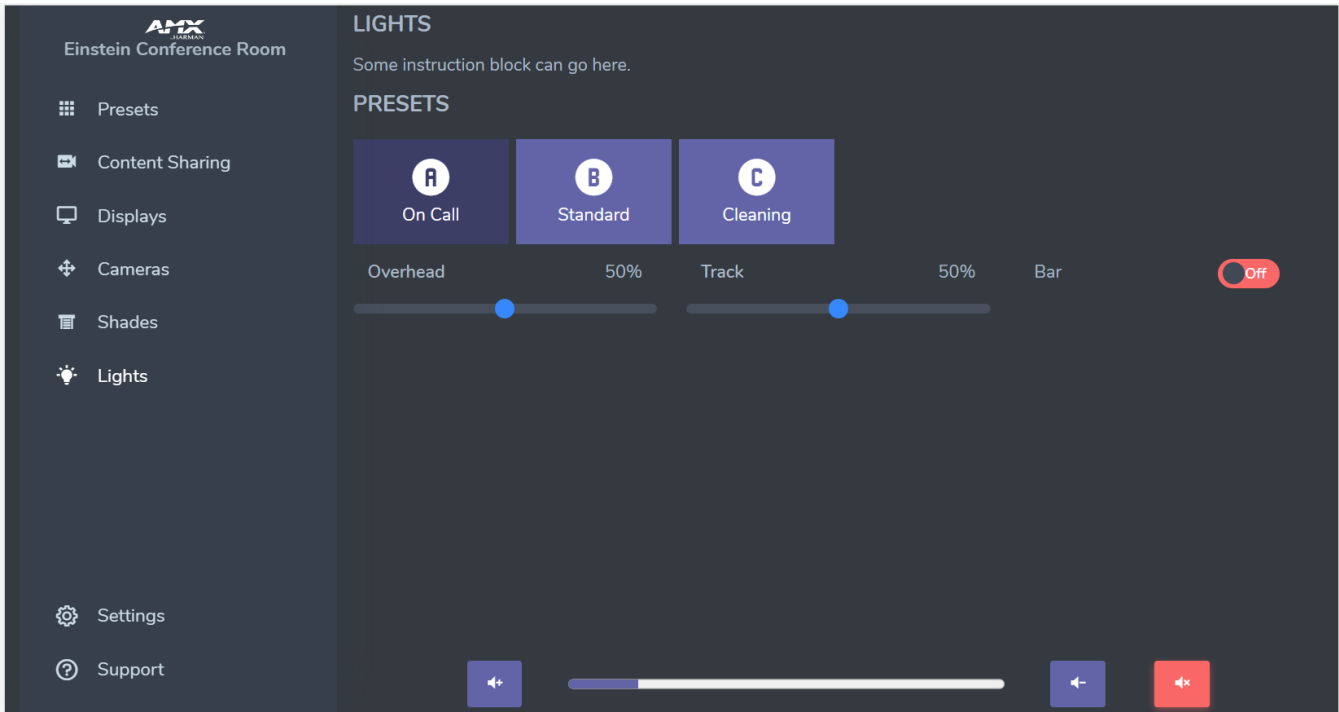 AMX
HARMAN
Einstein Conference Room
Presets
Content Sharing
Displays
Cameras
Shades
Lights
Settings
Support
LIGHTS
Some instruction block can go here.
PRESETS
A
On Call
B
Standard
C
Cleaning
Overhead 50%
Track 50%
Bar Off